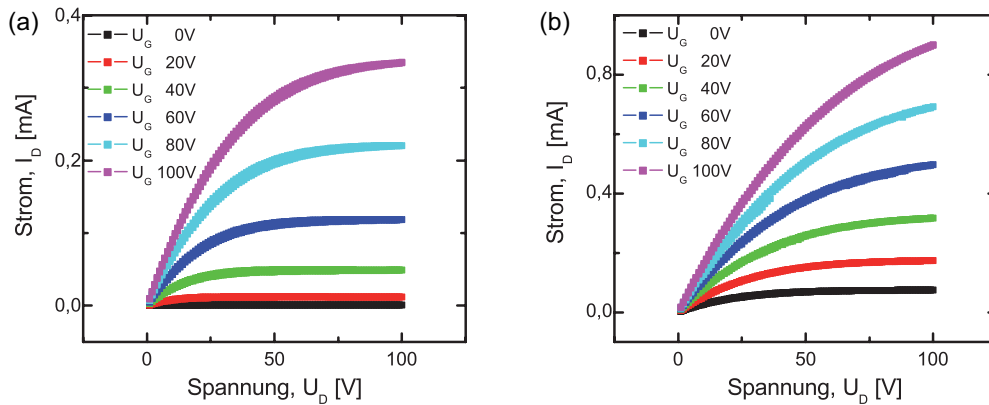 (a)
0,4
0,2
0,0
Strom, I_D [mA]
U_G 0V
U_G 20V
U_G 40V
U_G 60V
U_G 80V
U_G 100V
0 50 100
Spannung, U_D [V]
(b)
0,8
0,4
0,0
Strom, I_D [mA]
U_G 0V
U_G 20V
U_G 40V
U_G 60V
U_G 80V
U_G 100V
0 50 100
Spannung, U_D [V]